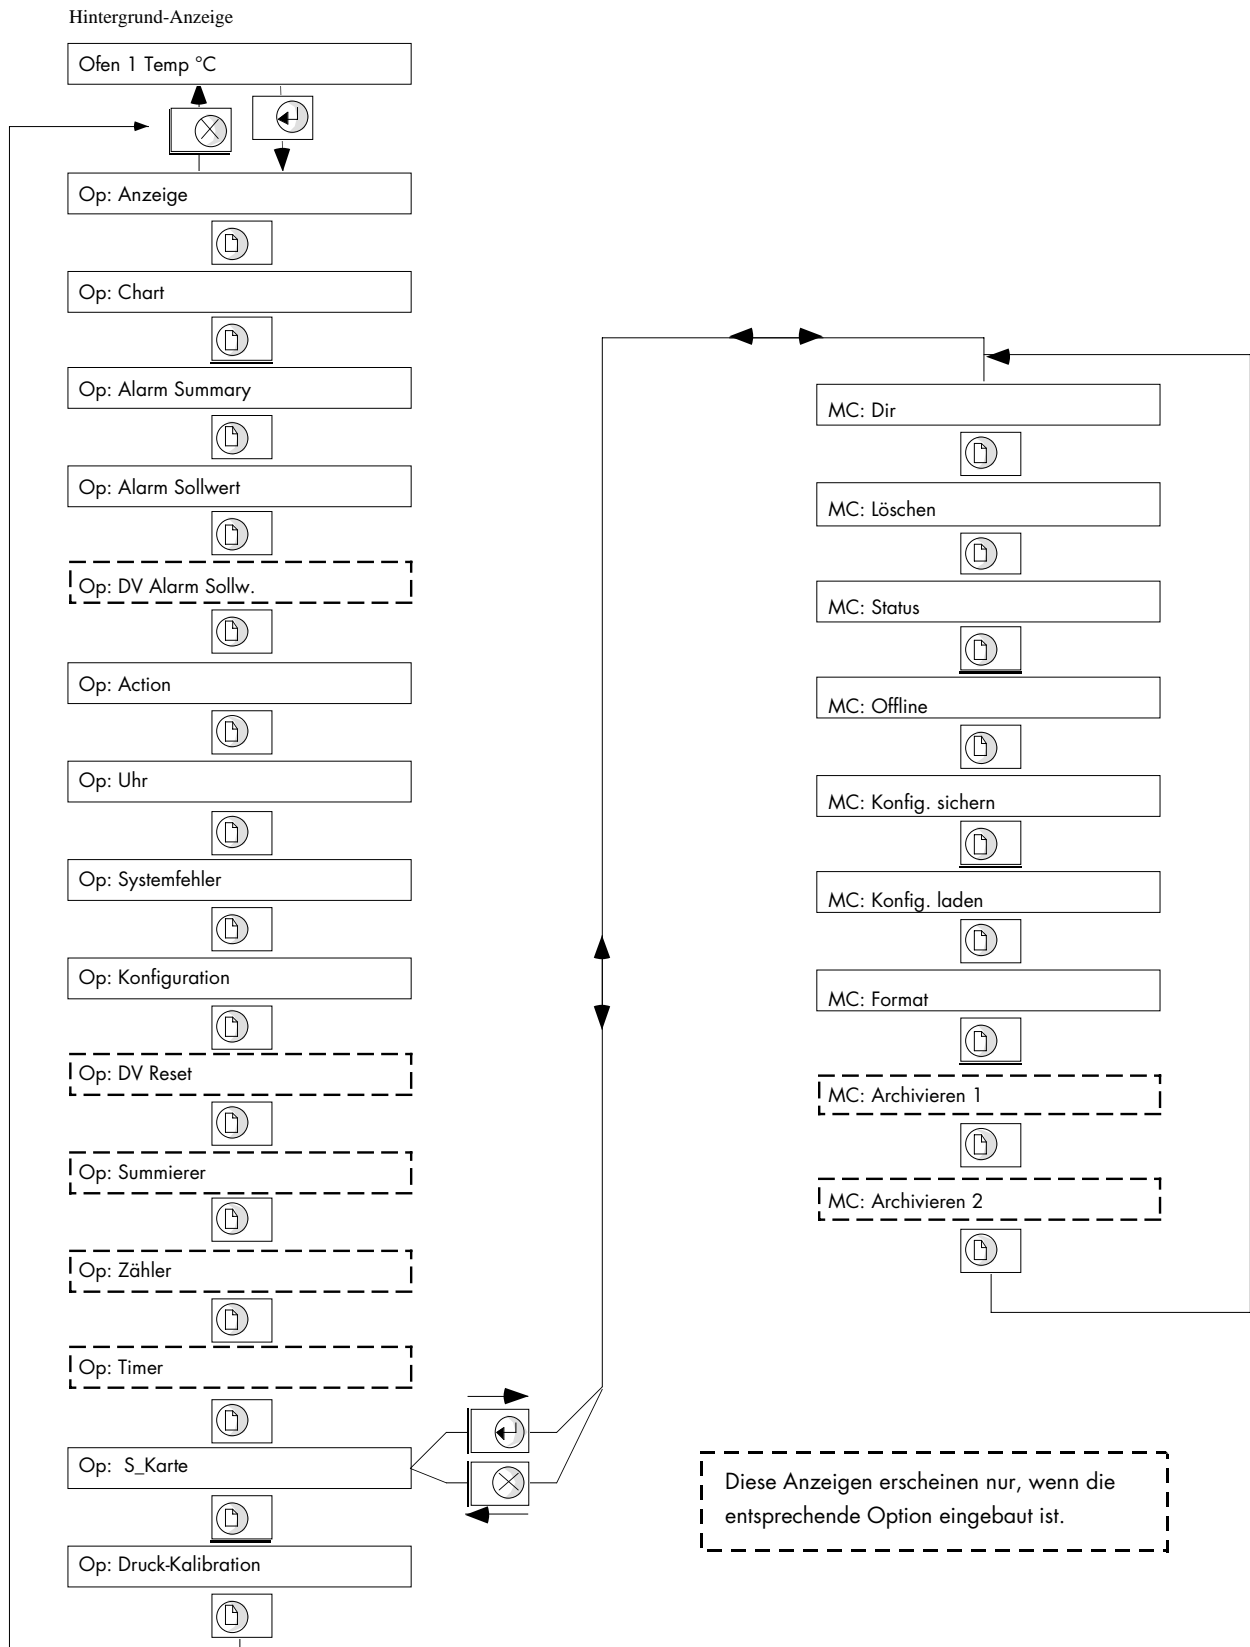 Hintergrund-Anzeige
Ofen 1 Temp °C
Op: Anzeige
Op: Chart
Op: Alarm Summary
Op: Alarm Sollwert
Op: DV Alarm Sollw.
Op: Action
Op: Uhr
Op: Systemfehler
Op: Konfiguration
Op: DV Reset
Op: Summierer
Op: Zähler
Op: Timer
Op: S_Karte
Op: Druck-Kalibration
MC: Dir
MC: Löschen
MC: Status
MC: Offline
MC: Konfig. sichern
MC: Konfig. laden
MC: Format
MC: Archivieren 1
MC: Archivieren 2
Diese Anzeigen erscheinen nur, wenn die
entsprechende Option eingebaut ist.